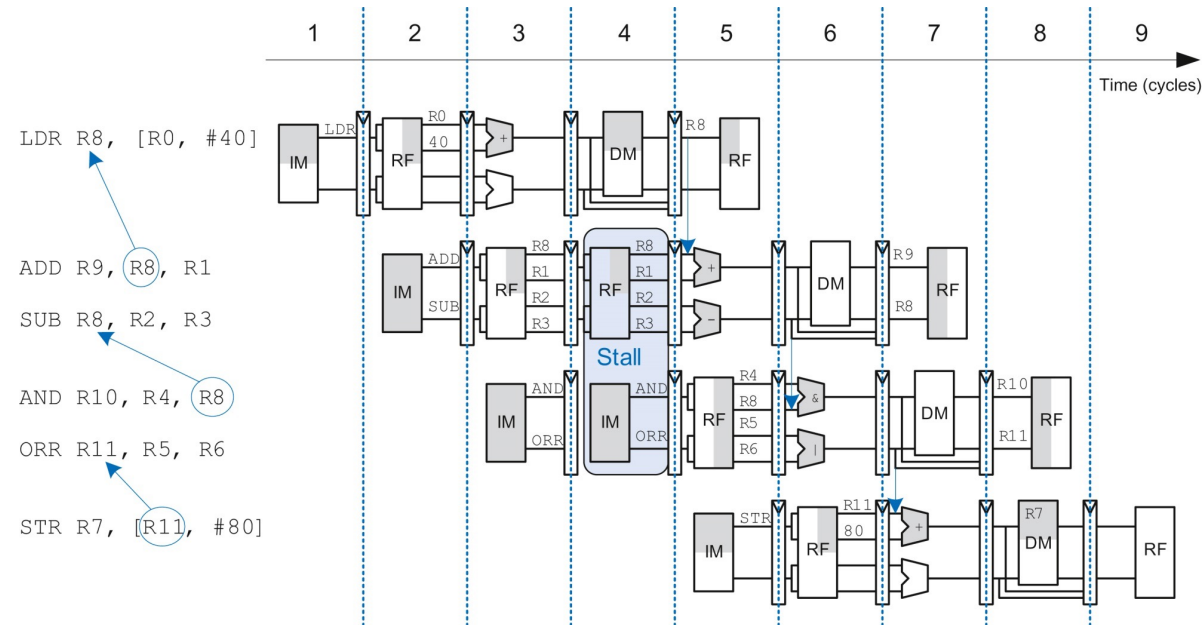 1 2 3 4 5 6 7 8 9
Time (cycles)
LDR R8, [R0, #40]
IM LDR RF R0 40 + DM R8 RF
ADD R9, R8, R1
SUB R8, R2, R3
IM ADD SUB RF R8 R1 R2 R3 RF R8 R1 R2 R3 + - DM R9 R8 RF
Stall
AND R10, R4, R8
ORR R11, R5, R6
IM AND ORR IM AND ORR RF R4 R8 R5 R6 & | DM R10 R11 RF
STR R7, [R11, #80]
IM STR RF R11 80 + R7 DM RF